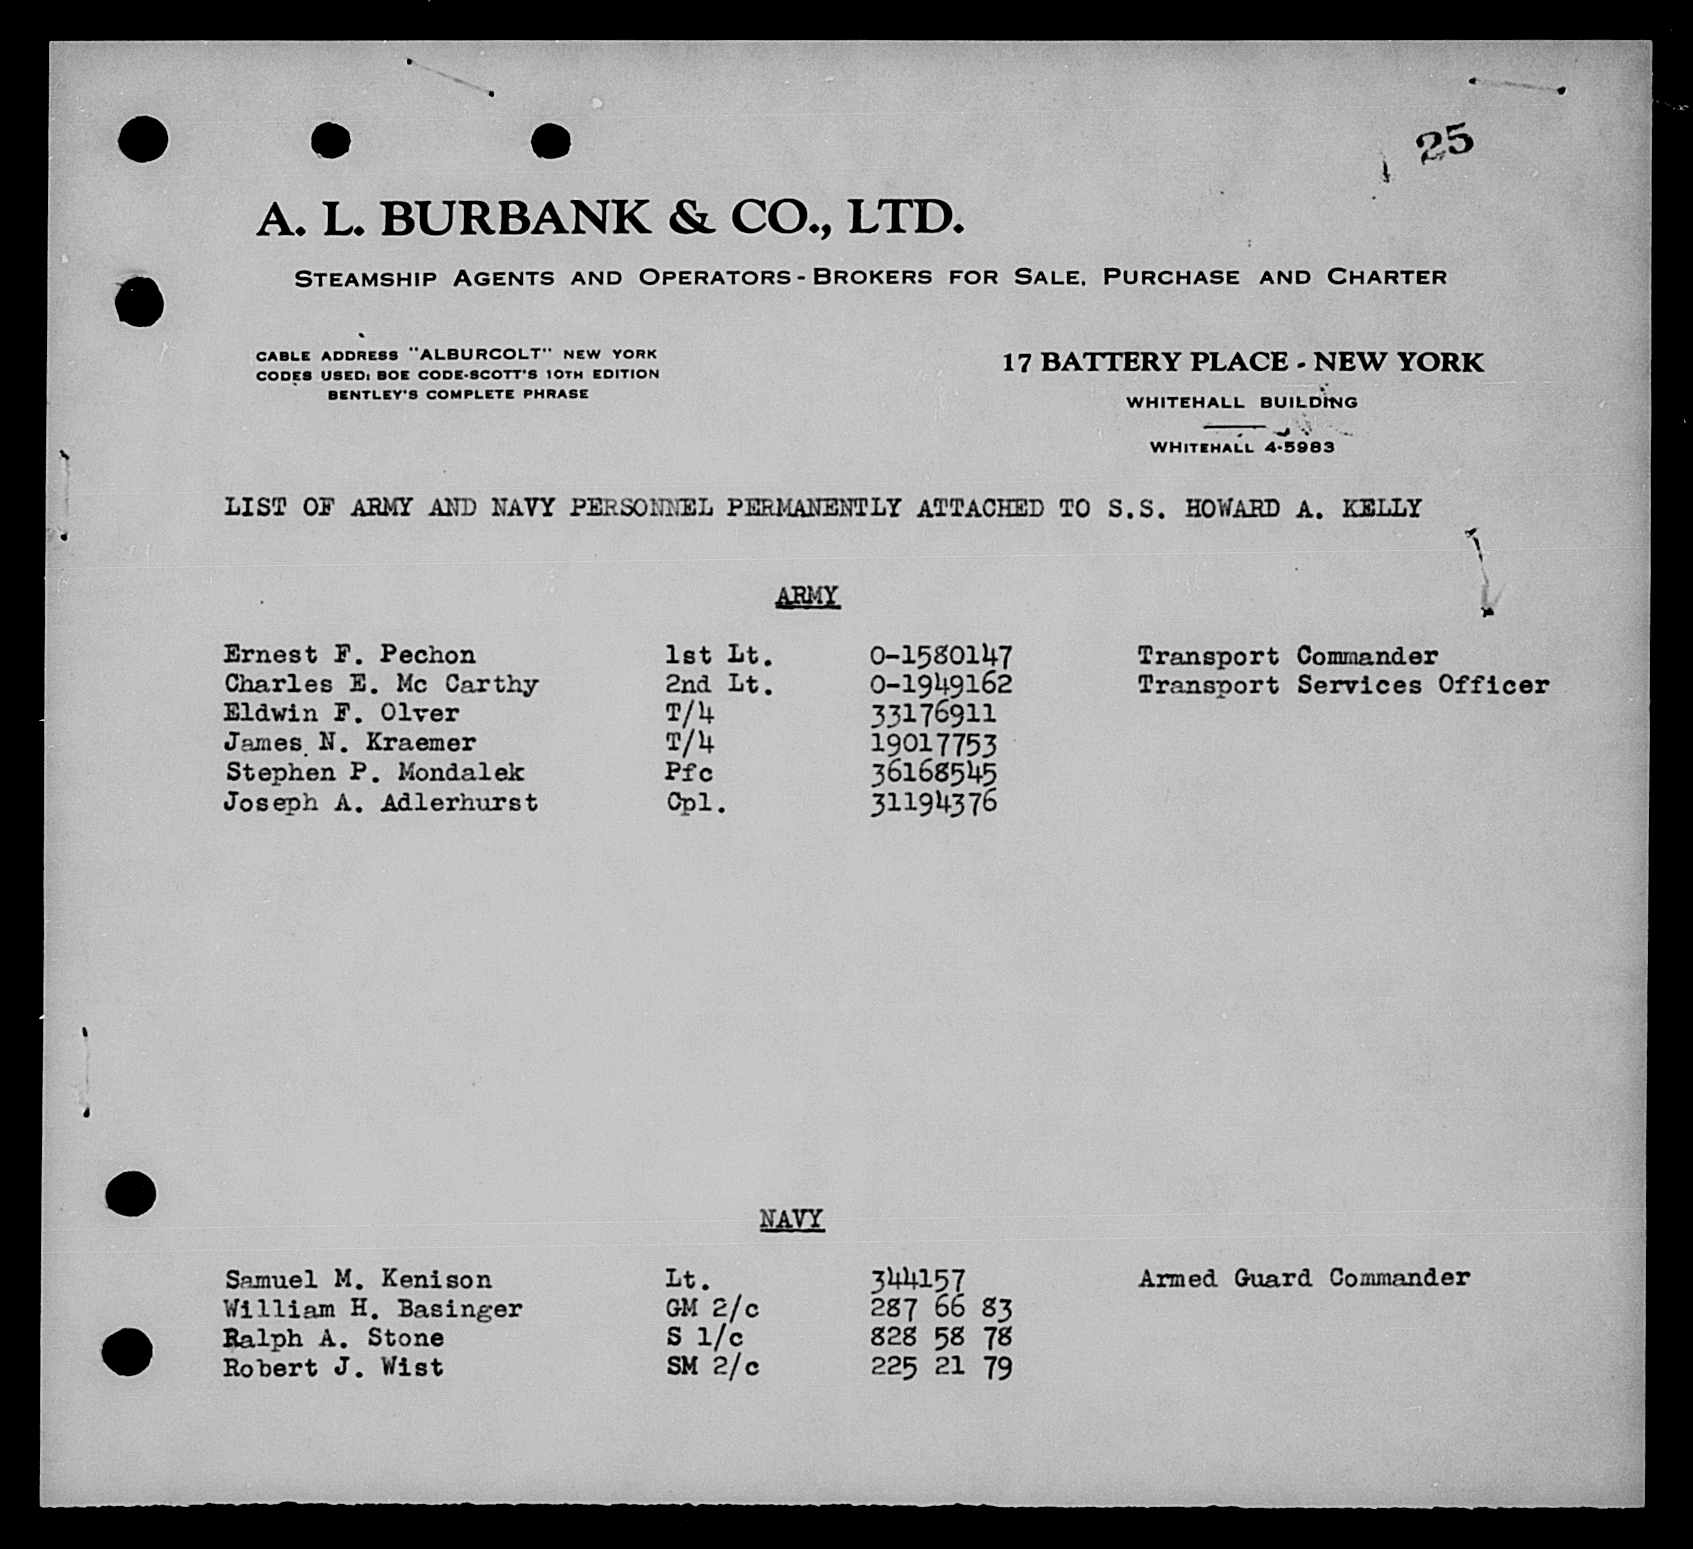 25
A. L. BURBANK & CO., LTD.
STEAMSHIP AGENTS AND OPERATORS - BROKERS FOR SALE, PURCHASE AND CHARTER
CABLE ADDRESS "ALBURCOLT" NEW YORK
CODES USED: BOE CODE-SCOTT'S 10TH EDITION
BENTLEY'S COMPLETE PHRASE
17 BATTERY PLACE - NEW YORK
WHITEHALL BUILDING
WHITEHALL 4-5983
LIST OF ARMY AND NAVY PERSONNEL PERMANENTLY ATTACHED TO S.S. HOWARD A. KELLY
ARMY
Ernest F. Pechon 1st Lt. O-1580147 Transport Commander
Charles E. Mc Carthy 2nd Lt. O-1949162 Transport Services Officer
Eldwin F. Olver T/4 33176911
James N. Kraemer T/4 19017753
Stephen P. Mondalek Pfc 36168545
Joseph A. Adlerhurst Cpl. 31194376
NAVY
Samuel M. Kenison Lt. 344157 Armed Guard Commander
William H. Basinger GM 2/c 287 66 83
Ralph A. Stone S 1/c 828 58 78
Robert J. Wist SM 2/c 225 21 79